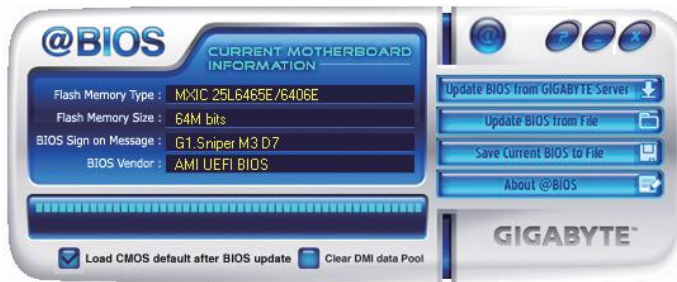 @BIOS
CURRENT MOTHERBOARD
INFORMATION
Flash Memory Type : MXIC 25L6465E/6406E
Flash Memory Size : 64M bits
BIOS Sign on Message : G1.Sniper M3 D7
BIOS Vendor : AMI UEFI BIOS
Load CMOS default after BIOS update Clear DMI data Pool
@ ? - X
Update BIOS from GIGABYTE Server
Update BIOS from File
Save Current BIOS to File
About @BIOS
GIGABYTE™